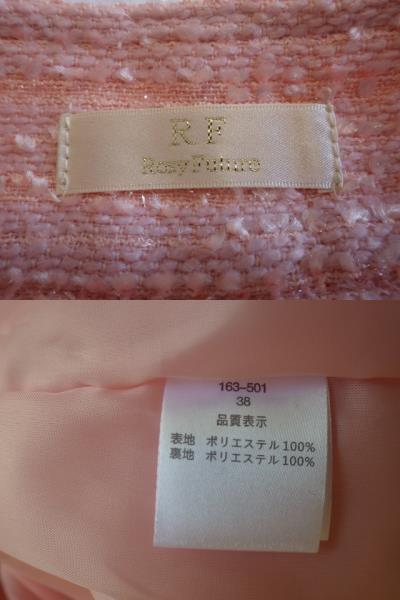 RF
Rosy Future
163-501
38
品質表示
表地 ポリエステル100%
裏地 ポリエステル100%